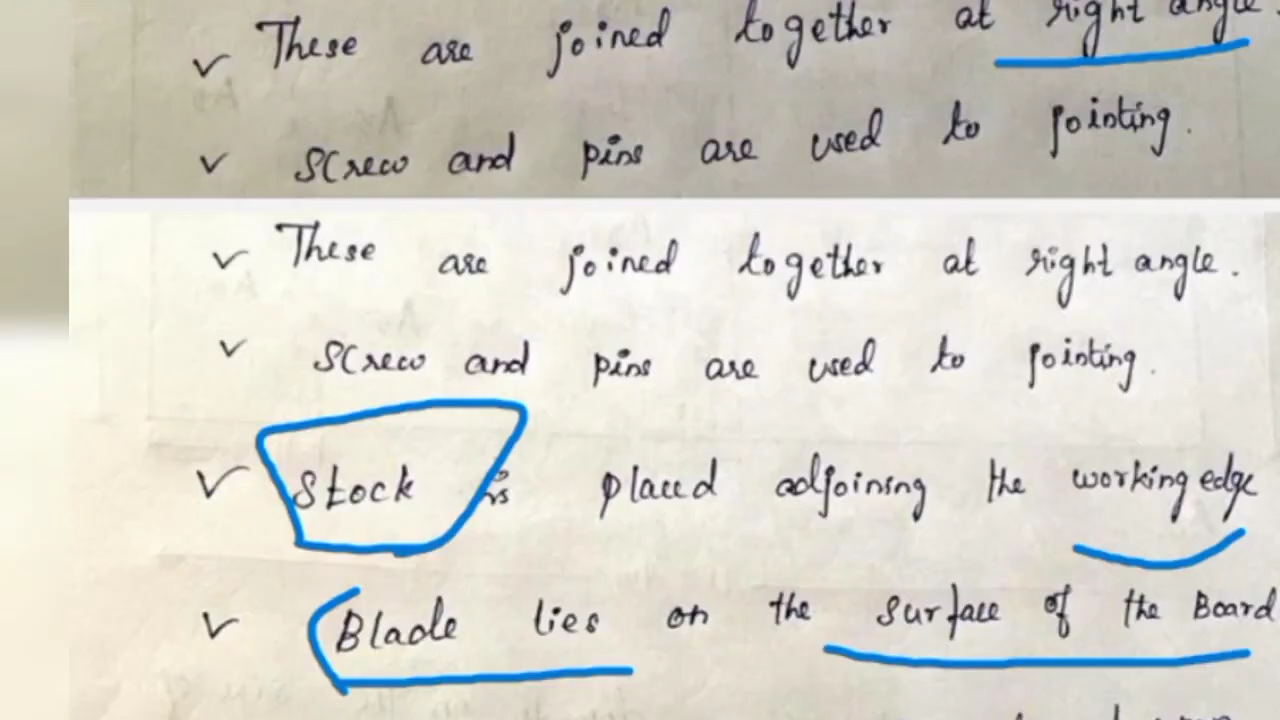 ✓ These are joined together at right angle.
✓ Screw and pins are used to jointing.
✓ These are joined together at right angle.
✓ Screw and pins are used to jointing.
✓ Stock is placed adjoining the working edge
✓ Blade lies on the surface of the Board